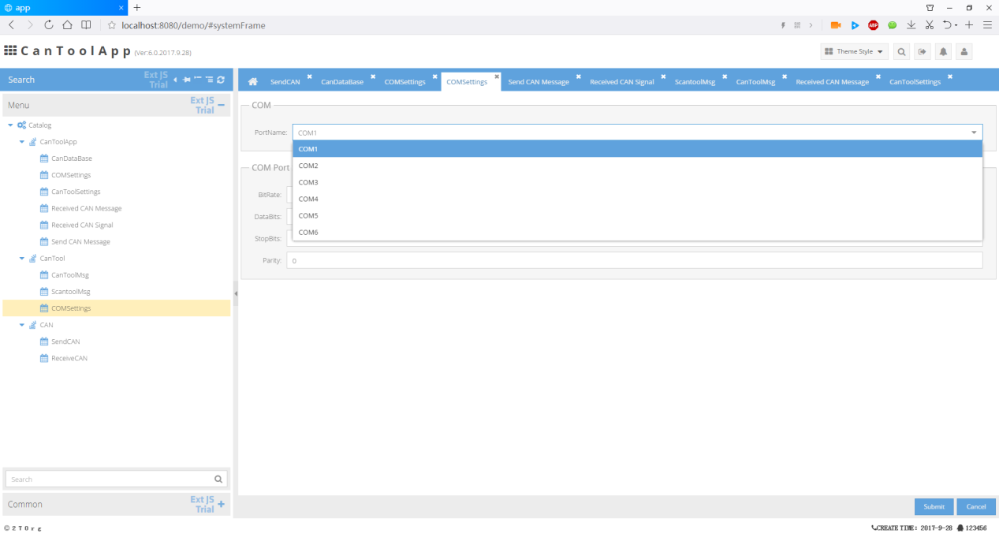 app
localhost:8080/demo/#systemFrame
ABP
CanToolApp (Ver:6.0.2017.9.28)
Theme Style
Search
Ext JS
Trial
SendCAN
CanDataBase
COMSettings
COMSettings
Send CAN Message
Received CAN Signal
ScantoolMsg
CanToolMsg
Received CAN Message
CanToolSettings
Menu
Ext JS
Trial
Catalog
CanToolApp
CanDataBase
COMSettings
CanToolSettings
Received CAN Message
Received CAN Signal
Send CAN Message
CanTool
CanToolMsg
ScantoolMsg
COMSettings
CAN
SendCAN
ReceiveCAN
Search
Common
Ext JS
Trial
COM
PortName:
COM1
COM1
COM2
COM3
COM4
COM5
COM6
COM Port
BitRate:
DataBits:
StopBits:
Parity:
0
Submit
Cancel
©2TOrg
CREATE TIME: 2017-9-28 123456